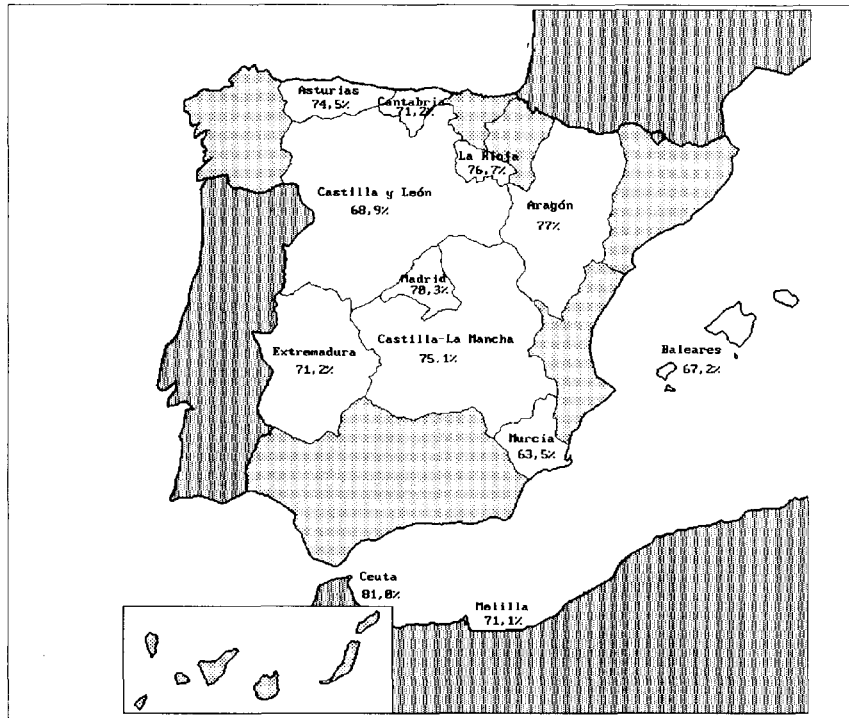 Asturias
74,5%
Cantabria
71,2%
La Rioja
76,7%
Castilla y León
68,9%
Aragón
77%
Madrid
70,3%
Castilla-La Mancha
75.1%
Extremadura
71,2%
Baleares
67,2%
Murcia
63,5%
Ceuta
81,0%
Melilla
71,1%